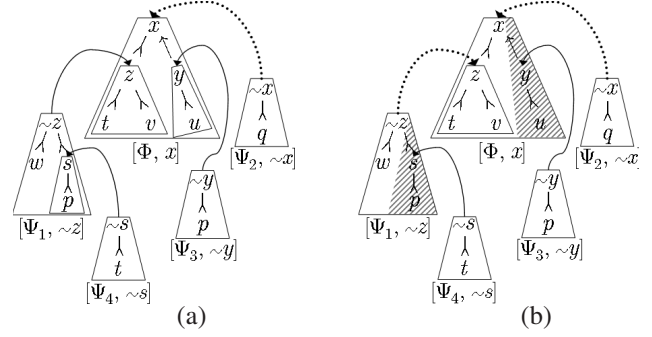 x
z y
t v u
[Φ, x]
~x
q
[Ψ₂, ~x]
~z
w s
p
[Ψ₁, ~z]
~y
p
[Ψ₃, ~y]
~s
t
[Ψ₄, ~s]
(a)
x
z y
t v u
[Φ, x]
~x
q
[Ψ₂, ~x]
~z
w s
p
[Ψ₁, ~z]
~y
p
[Ψ₃, ~y]
~s
t
[Ψ₄, ~s]
(b)